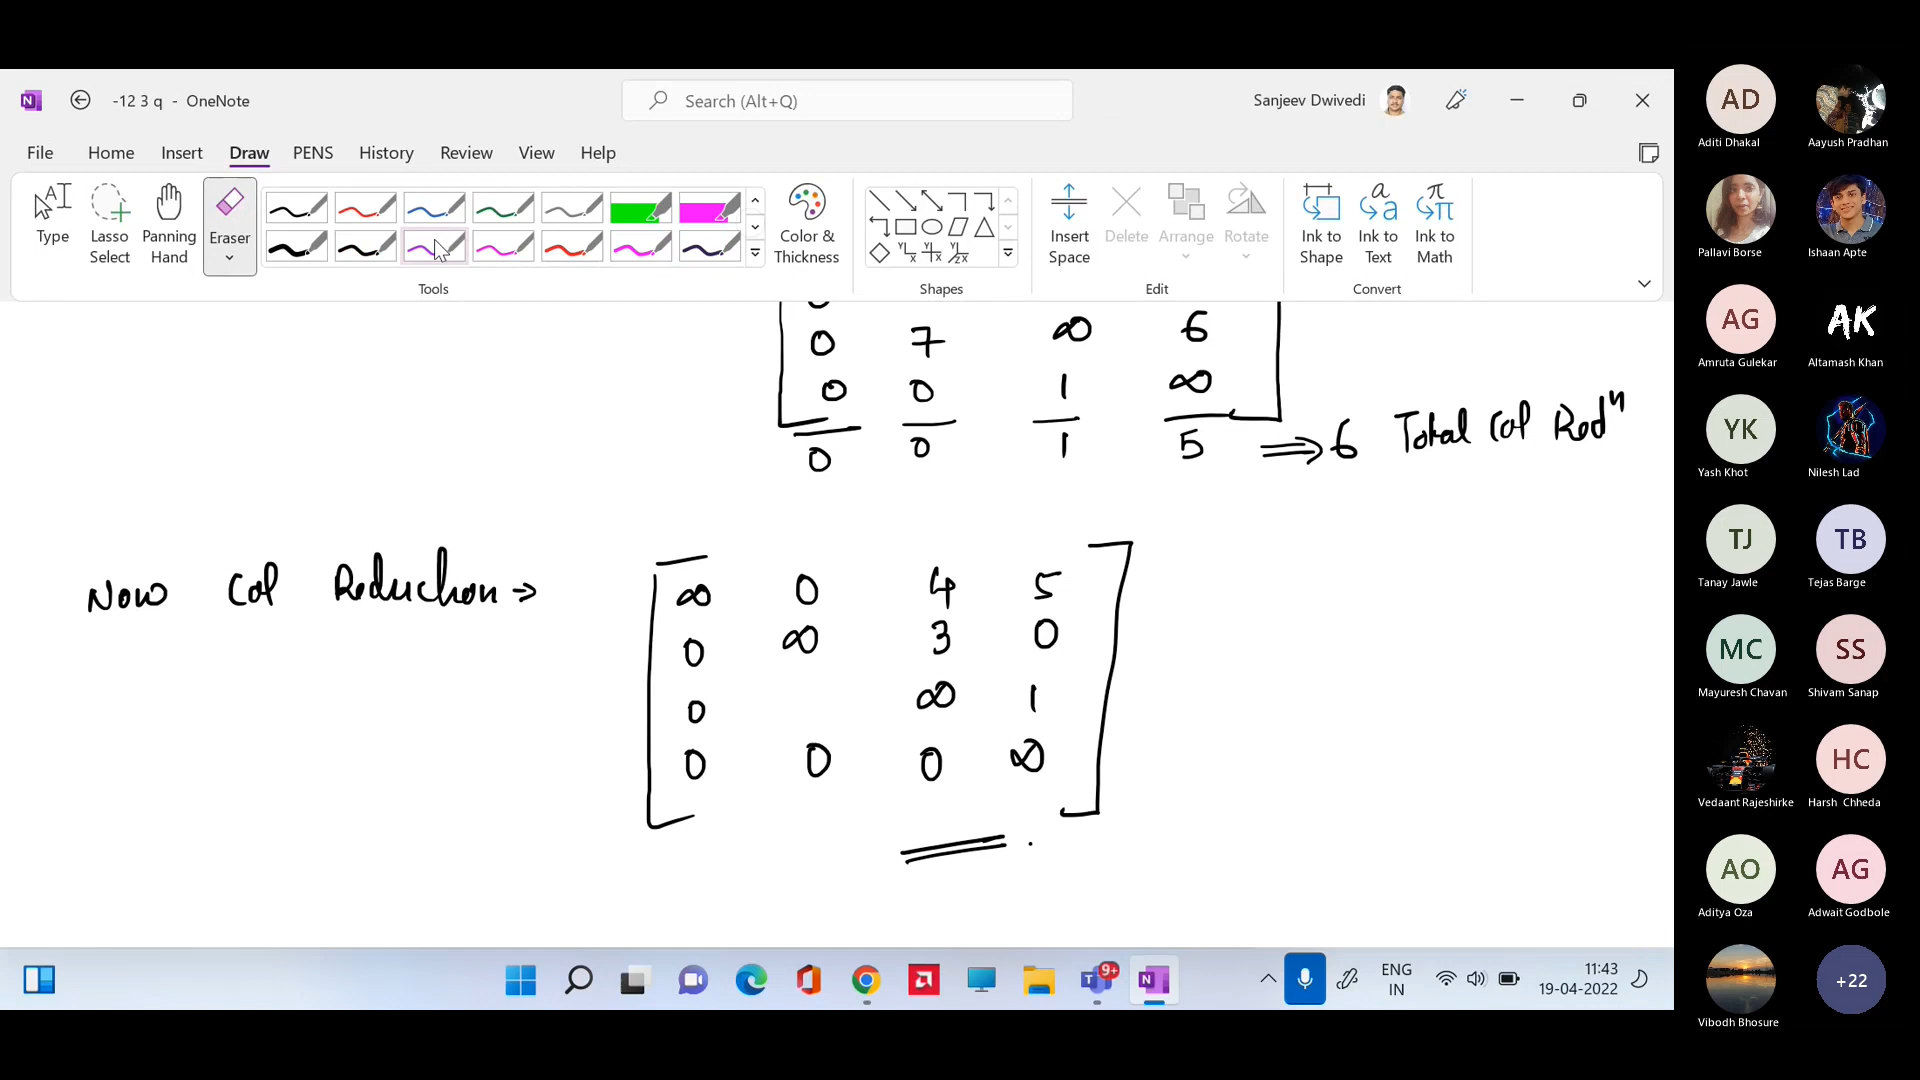 -12 3 q - OneNote
Search (Alt+Q)
Sanjeev Dwivedi
File Home Insert Draw PENS History Review View Help
Type
Lasso Select
Panning Hand
Eraser
Color & Thickness
Insert Space
Delete
Arrange
Rotate
Ink to Shape
Ink to Text
Ink to Math
Tools
Shapes
Edit
Convert
0 7 ∞ 6
0 0 1 ∞
0 0 1 5 ⟹ 6 Total Col Redⁿ
Now Col Reduction →
∞ 0 4 5
0 ∞ 3 0
0 ∞ 1
0 0 0 ∞
9+
ENG
IN
11:43
19-04-2022
AD
Aditi Dhakal
Aayush Pradhan
Pallavi Borse
Ishaan Apte
AG
Amruta Gulekar
AK
Altamash Khan
YK
Yash Khot
Nilesh Lad
TJ
Tanay Jawle
TB
Tejas Barge
MC
Mayuresh Chavan
SS
Shivam Sanap
Vedaant Rajeshirke
HC
Harsh Chheda
AO
Aditya Oza
AG
Adwait Godbole
Vibodh Bhosure
+22